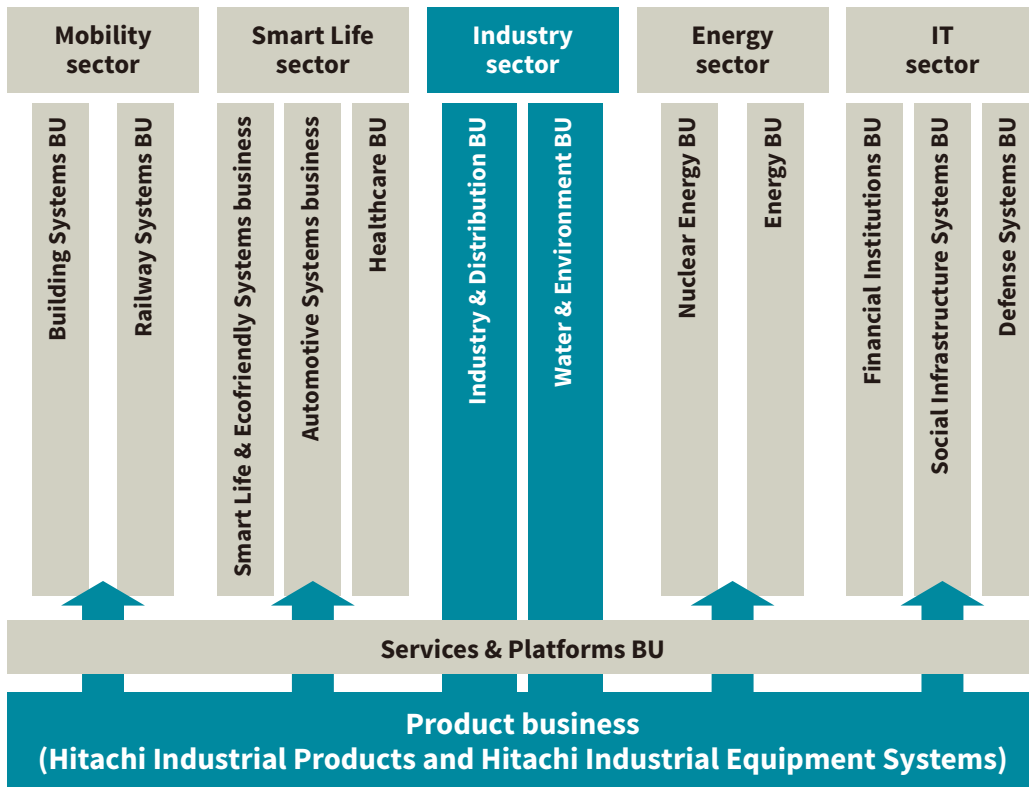 Mobility
sector
Smart Life
sector
Industry
sector
Energy
sector
IT
sector
Building Systems BU
Railway Systems BU
Smart Life & Ecofriendly Systems business
Automotive Systems business
Healthcare BU
Industry & Distribution BU
Water & Environment BU
Nuclear Energy BU
Energy BU
Financial Institutions BU
Social Infrastructure Systems BU
Defense Systems BU
Services & Platforms BU
Product business
(Hitachi Industrial Products and Hitachi Industrial Equipment Systems)